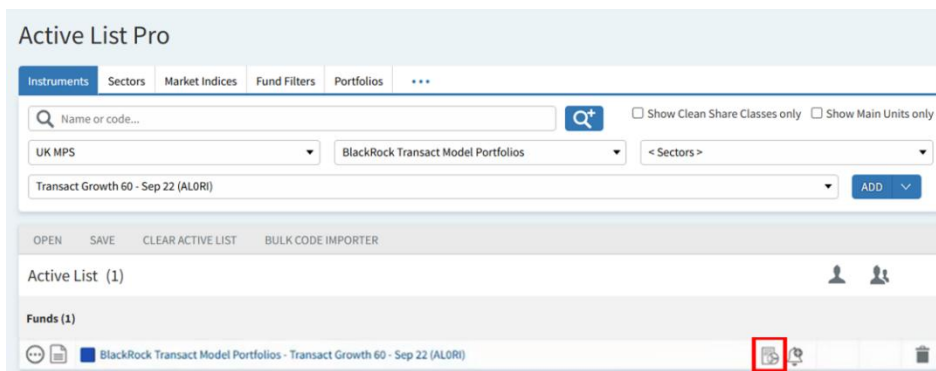 Active List Pro
Instruments Sectors Market Indices Fund Filters Portfolios
Name or code... Show Clean Share Classes only Show Main Units only
UK MPS BlackRock Transact Model Portfolios < Sectors >
Transact Growth 60 - Sep 22 (AL0RI) ADD
OPEN SAVE CLEAR ACTIVE LIST BULK CODE IMPORTER
Active List (1)
Funds (1)
BlackRock Transact Model Portfolios - Transact Growth 60 - Sep 22 (AL0RI)